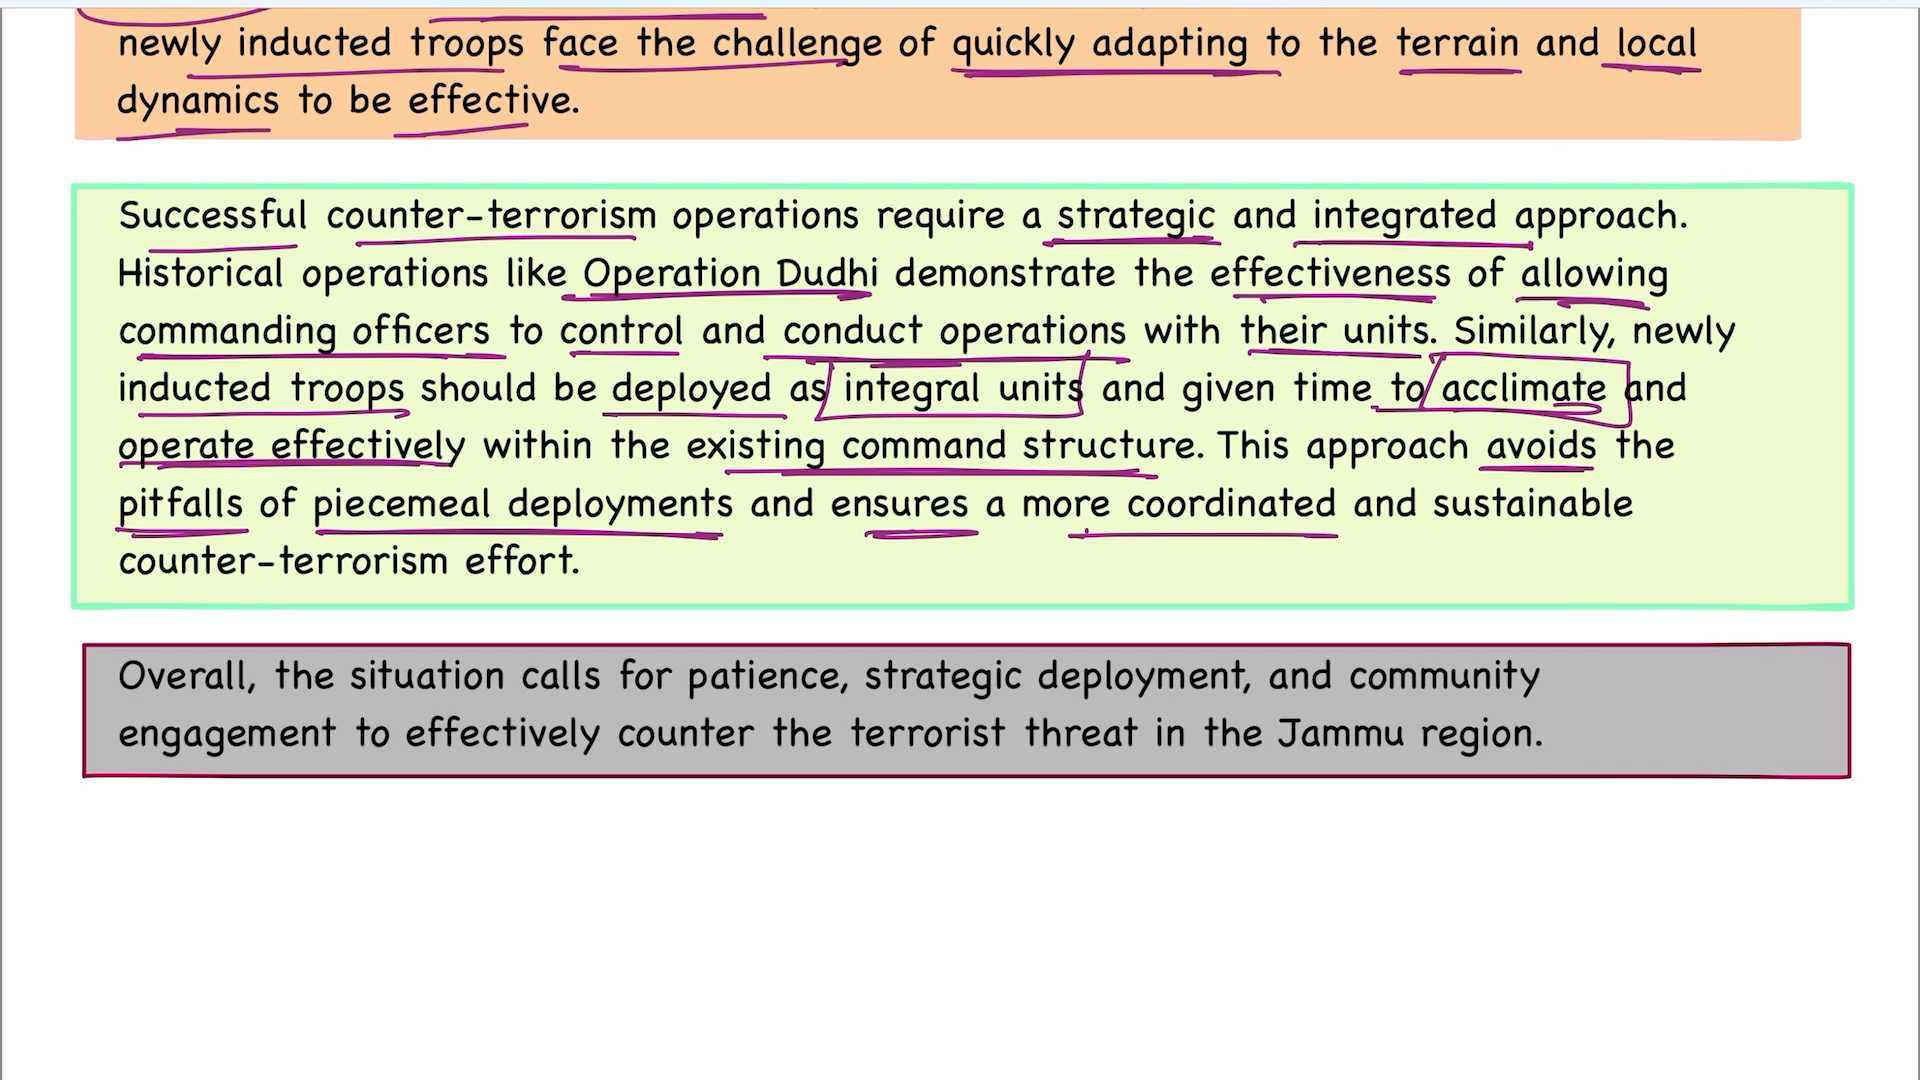 newly inducted troops face the challenge of quickly adapting to the terrain and local
dynamics to be effective.
Successful counter-terrorism operations require a strategic and integrated approach.
Historical operations like Operation Dudhi demonstrate the effectiveness of allowing
commanding officers to control and conduct operations with their units. Similarly, newly
inducted troops should be deployed as integral units and given time to acclimate and
operate effectively within the existing command structure. This approach avoids the
pitfalls of piecemeal deployments and ensures a more coordinated and sustainable
counter-terrorism effort.
Overall, the situation calls for patience, strategic deployment, and community
engagement to effectively counter the terrorist threat in the Jammu region.